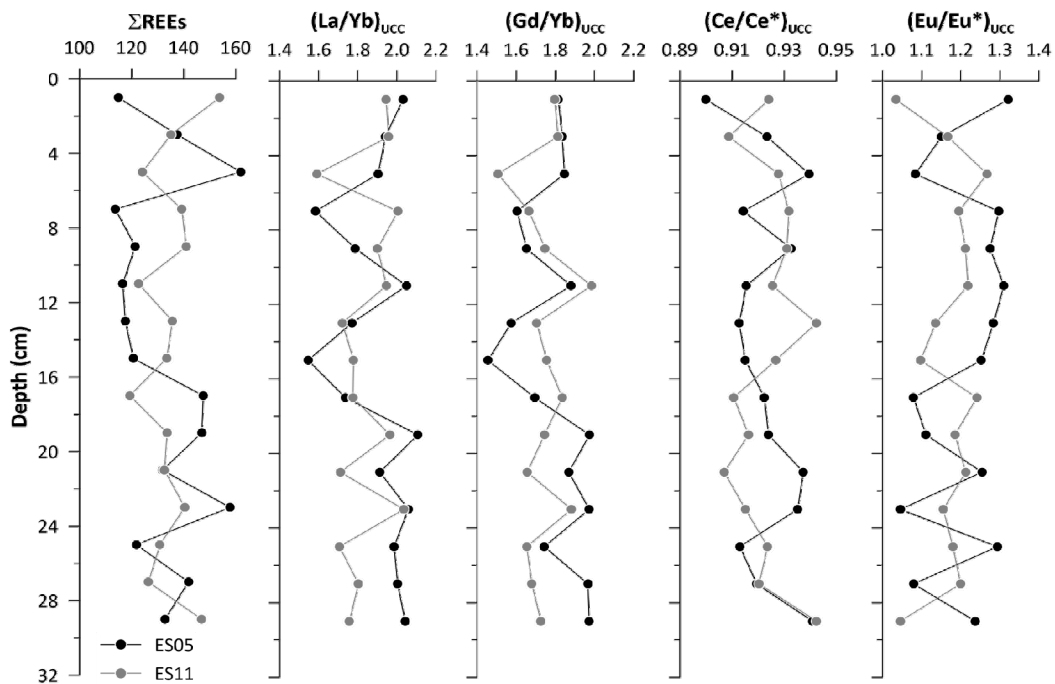 ΣREEs (La/Yb)UCC (Gd/Yb)UCC (Ce/Ce*)UCC (Eu/Eu*)UCC
100 120 140 160 1.4 1.6 1.8 2.0 2.2 1.4 1.6 1.8 2.0 2.2 0.89 0.91 0.93 0.95 1.0 1.1 1.2 1.3 1.4
0
4
8
12
Depth (cm)
16
20
24
28
ES05
ES11
32